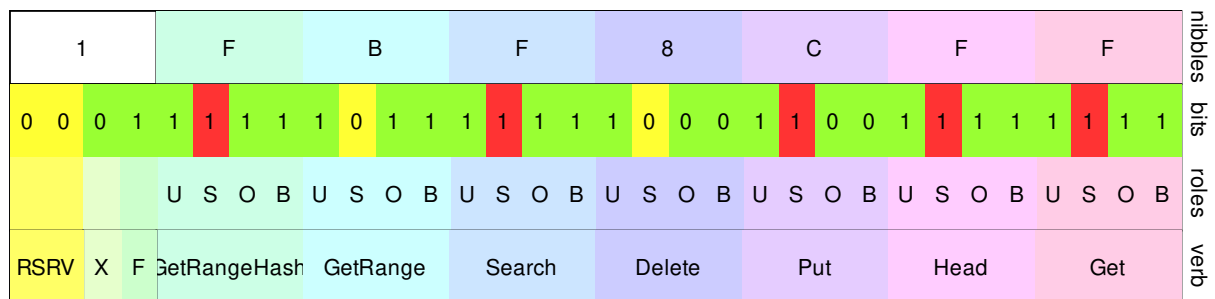 1 F B F 8 C F F nibbles
0 0 0 1 1 1 1 1 1 0 1 1 1 1 1 1 1 0 0 0 1 1 0 0 1 1 1 1 1 1 1 1 bits
U S O B U S O B U S O B U S O B U S O B U S O B U S O B roles
RSRV X F GetRangeHash GetRange Search Delete Put Head Get verb